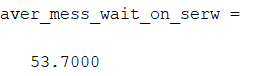 aver_mess_wait_on_serw =
53.7000